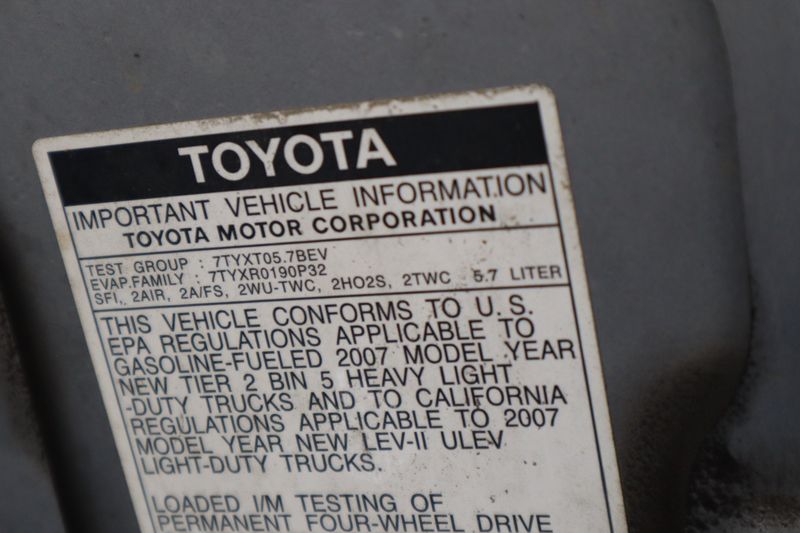 TOYOTA
IMPORTANT VEHICLE INFORMATION
TOYOTA MOTOR CORPORATION
TEST GROUP : 7TYXT05.7BEV
EVAP.FAMILY : 7TYXR0190P32
SFI, 2AIR, 2A/FS, 2WU-TWC, 2HO2S, 2TWC 5.7 LITER
THIS VEHICLE CONFORMS TO U.S.
EPA REGULATIONS APPLICABLE TO
GASOLINE-FUELED 2007 MODEL YEAR
NEW TIER 2 BIN 5 HEAVY LIGHT
-DUTY TRUCKS AND TO CALIFORNIA
REGULATIONS APPLICABLE TO 2007
MODEL YEAR NEW LEV-II ULEV
LIGHT-DUTY TRUCKS.
LOADED I/M TESTING OF
PERMANENT FOUR-WHEEL DRIVE